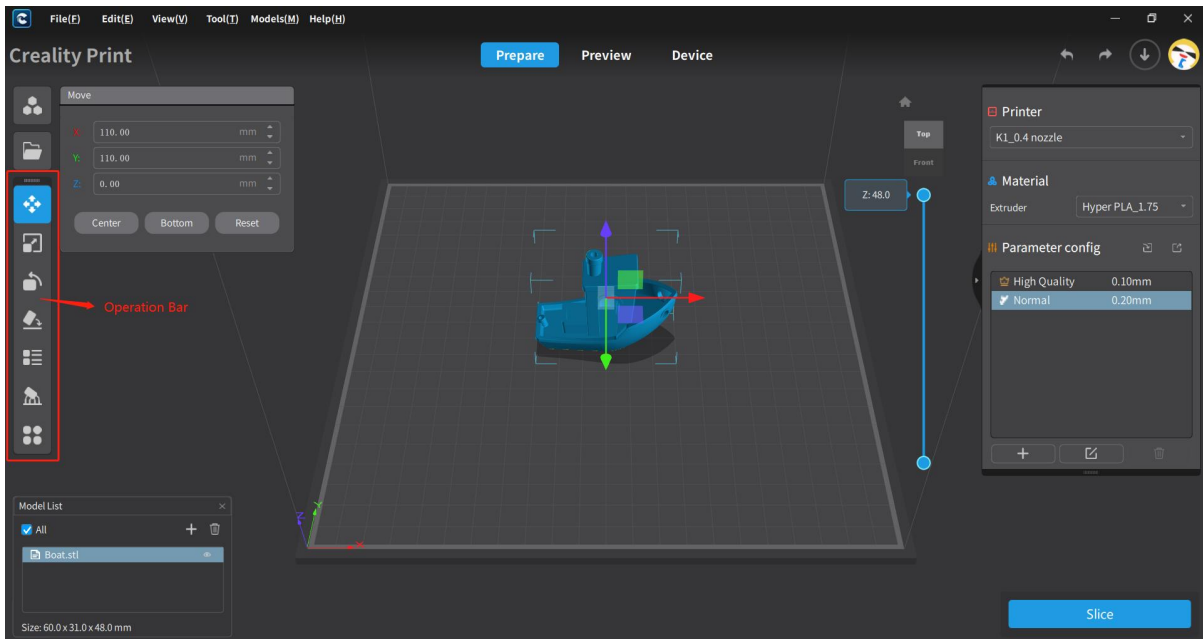 File(F) Edit(E) View(V) Tool(T) Models(M) Help(H)
Creality Print
Prepare Preview Device
Move
X: 110.00 mm
Y: 110.00 mm
Z: 0.00 mm
Center Bottom Reset
Operation Bar
Top
Front
Z: 48.0
Z
Y
X
Printer
K1_0.4 nozzle
Material
Extruder Hyper PLA_1.75
Parameter config
High Quality 0.10mm
Normal 0.20mm
Model List
All
Boat.stl
Size: 60.0 x 31.0 x 48.0 mm
Slice